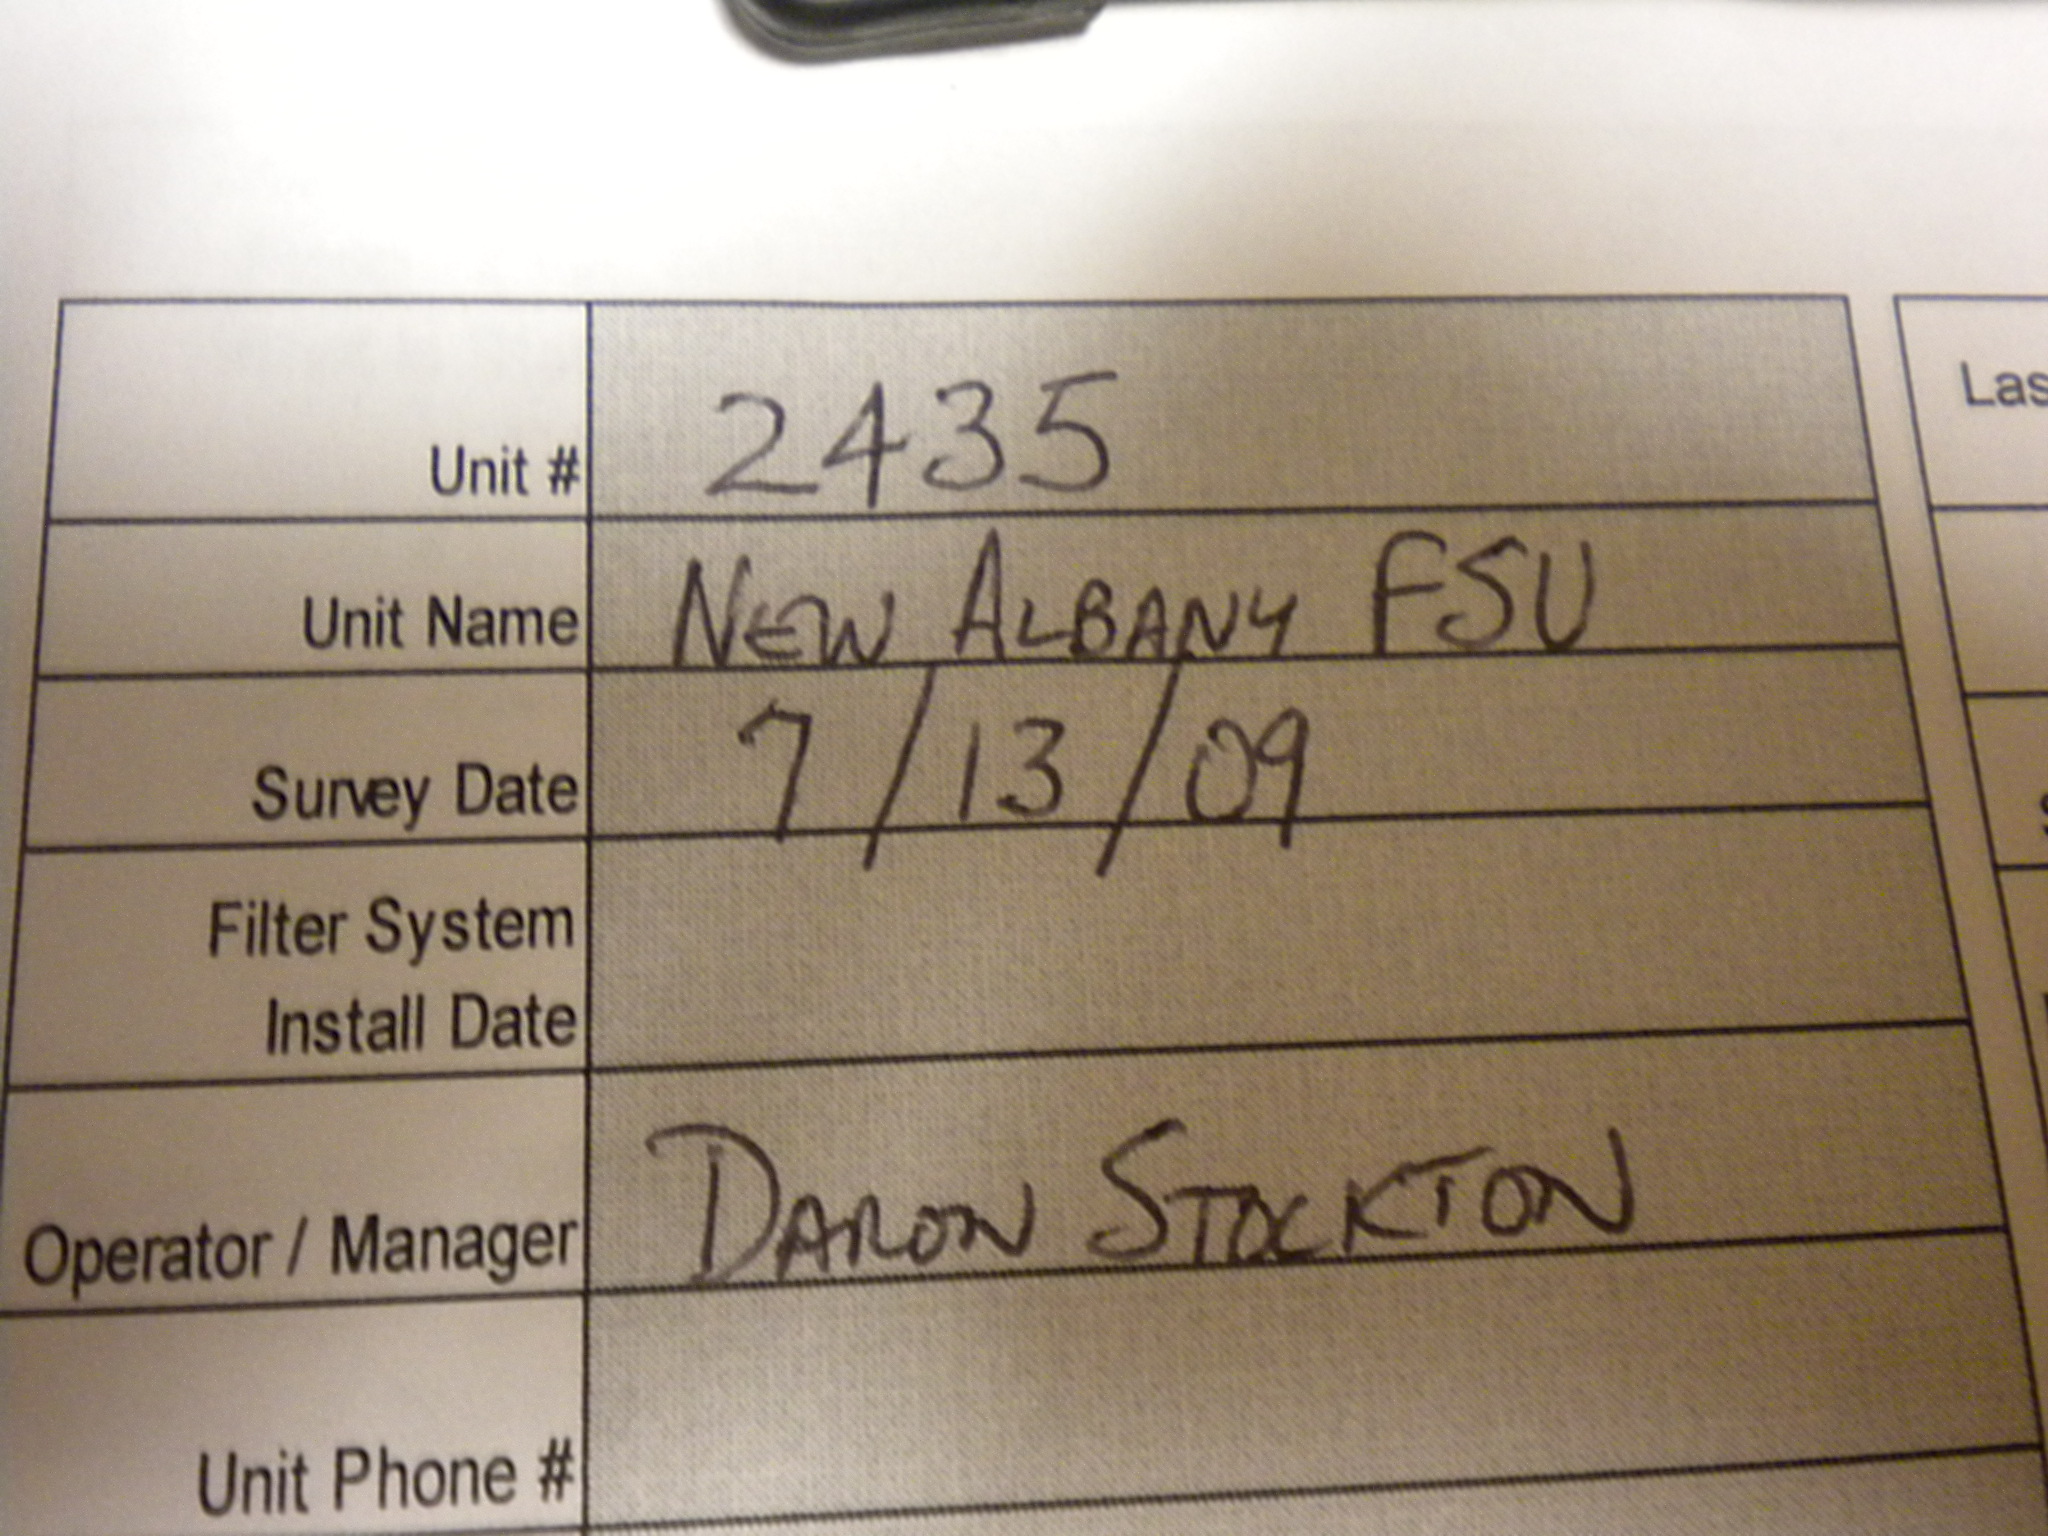 Unit # 2435
Las
Unit Name NEW ALBANY FSU
Survey Date 7/13/09
Filter System
Install Date
Operator / Manager DARON STOCKTON
Unit Phone #